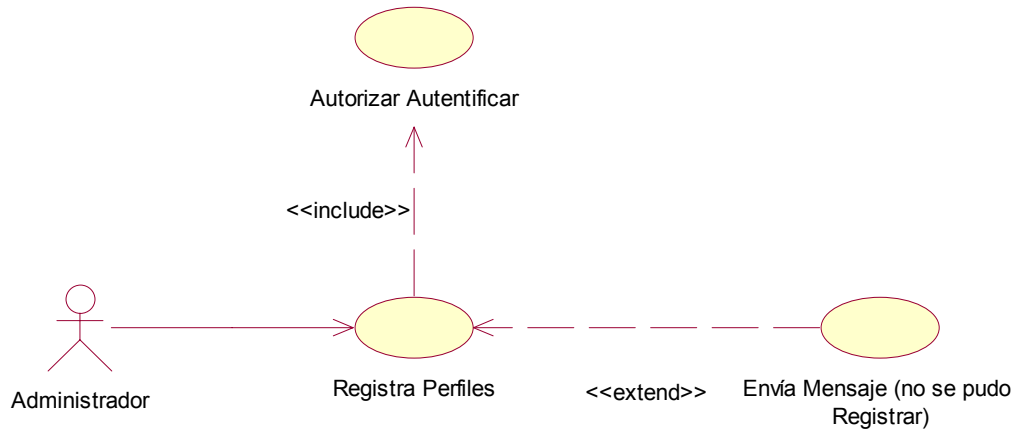 Autorizar Autentificar
<<include>>
Administrador
Registra Perfiles
<<extend>>
Envía Mensaje (no se pudo
Registrar)